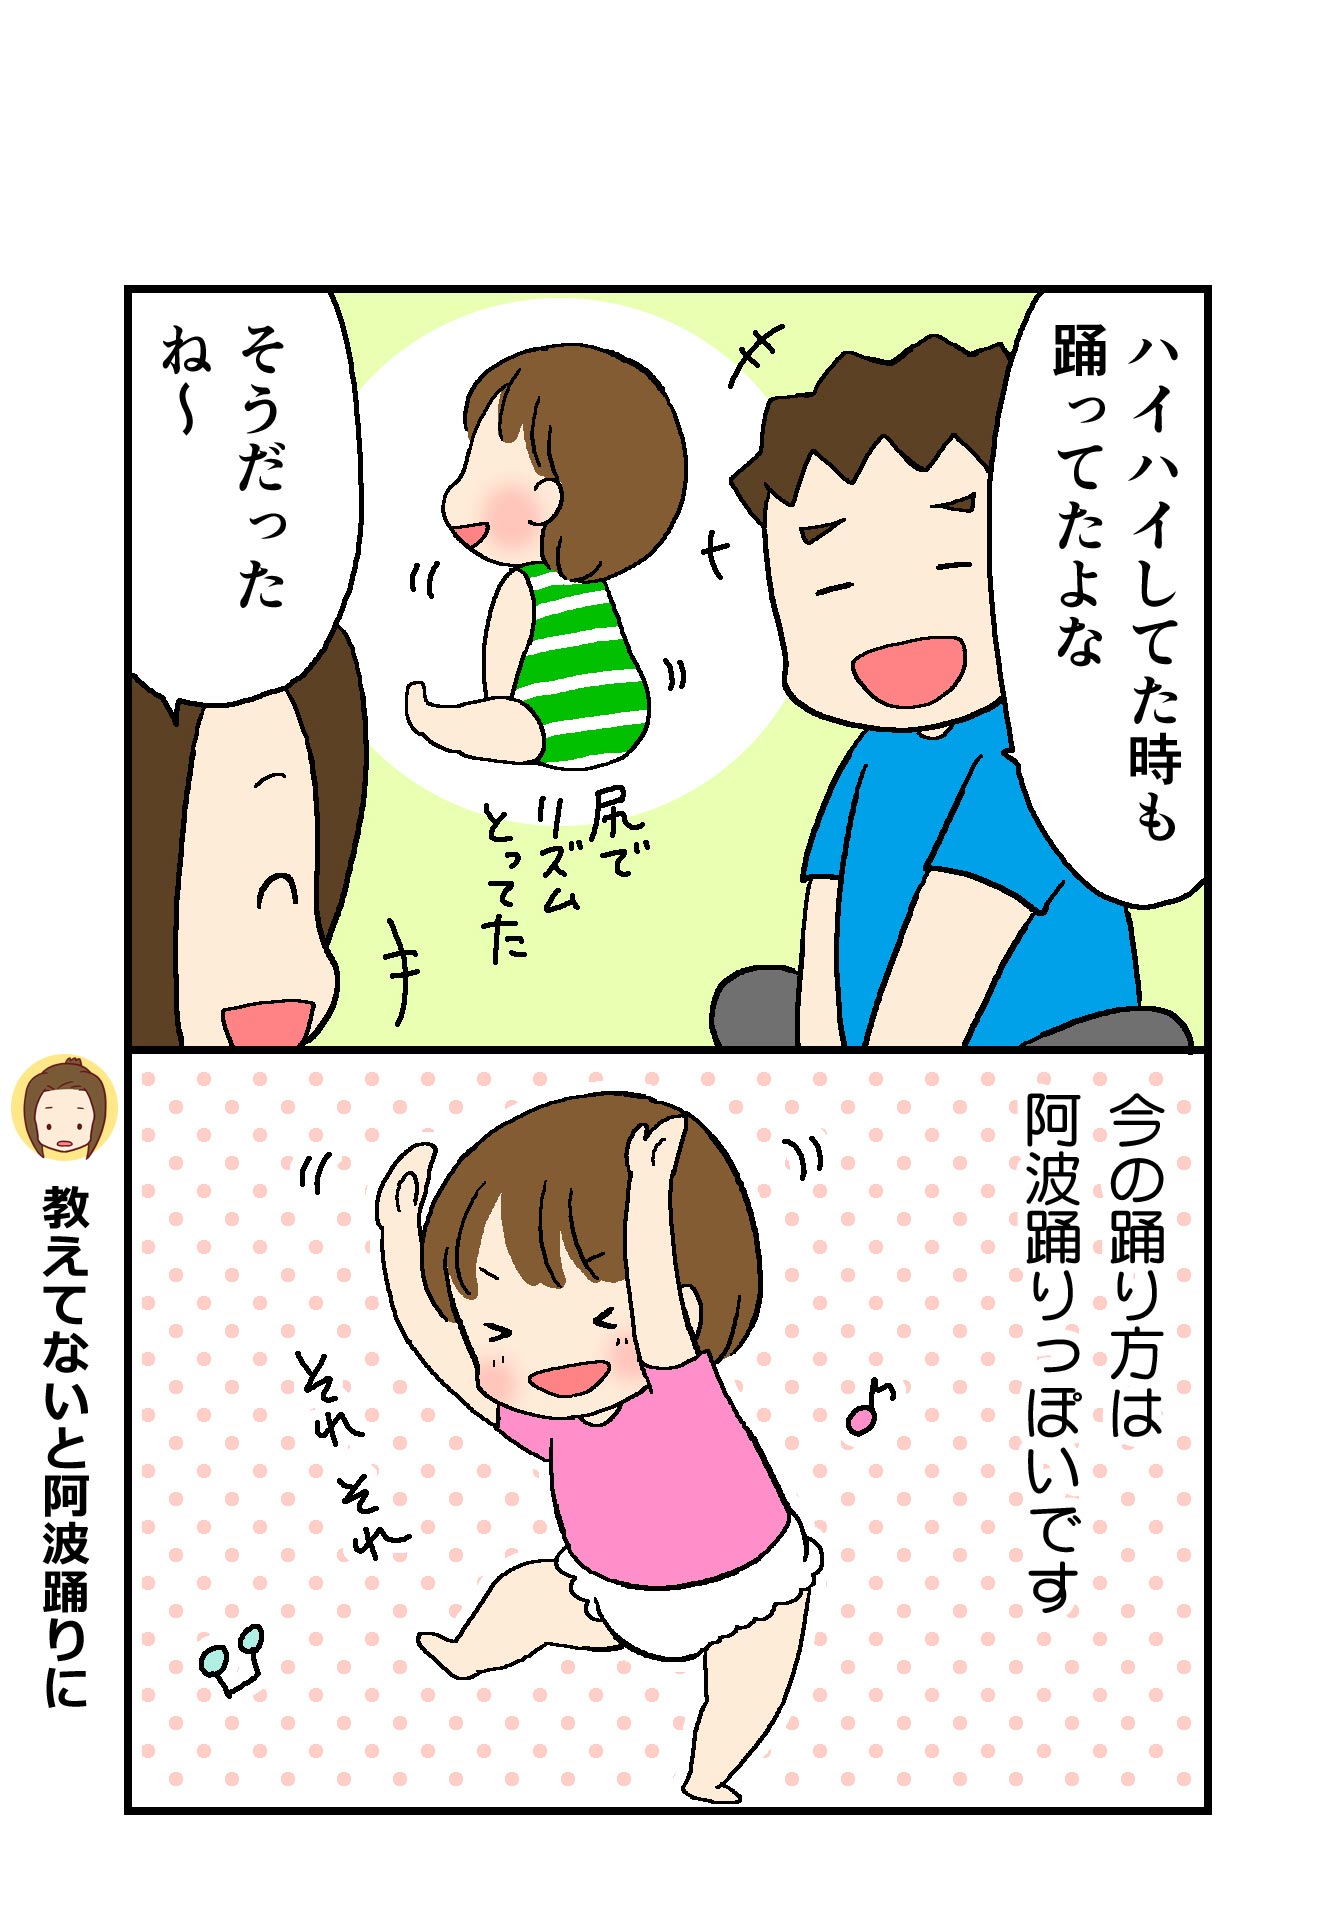 ハイハイしてた時も
踊ってたよな
尻で
リズム
とってた
そうだった
ね〜
今の踊り方は
阿波踊りっぽいです
それ
それ
教えてないと阿波踊りに